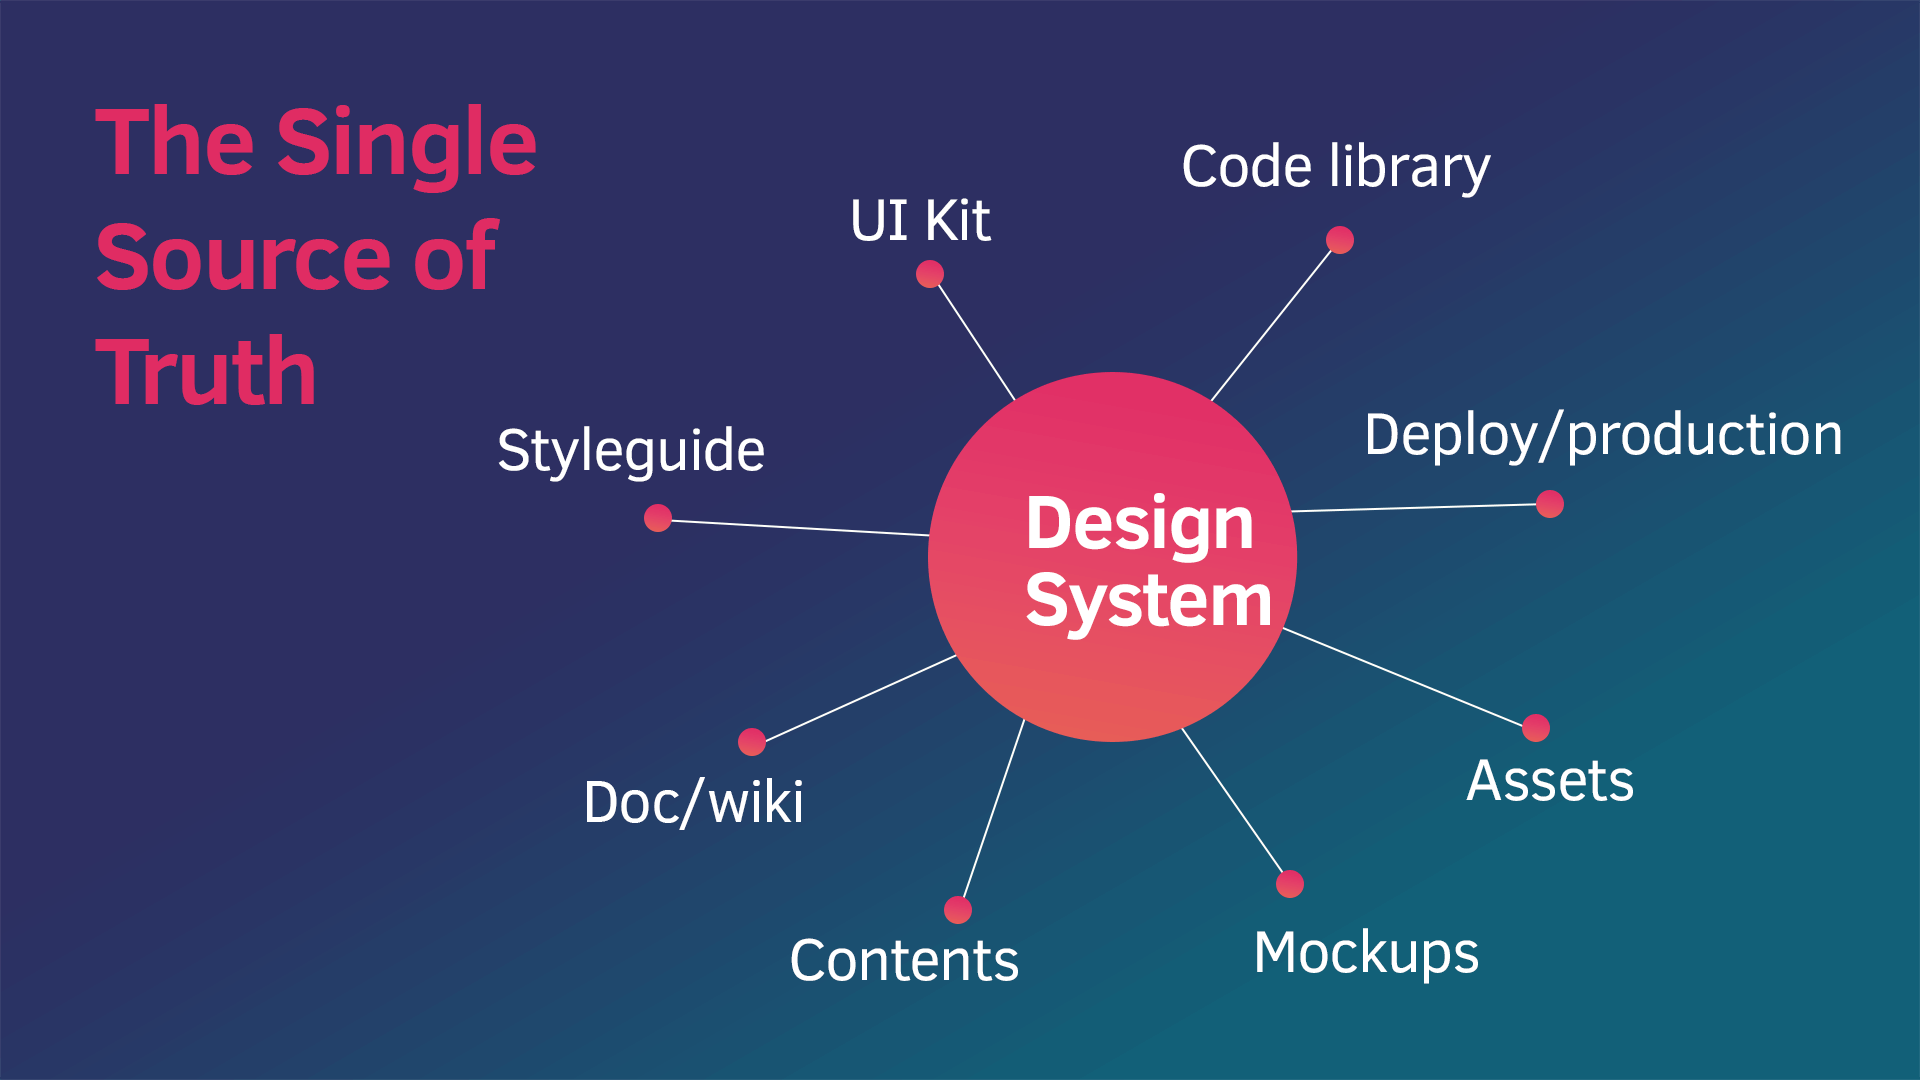 The Single
Source of
Truth
UI Kit
Code library
Styleguide
Deploy/production
Design
System
Doc/wiki
Assets
Contents
Mockups